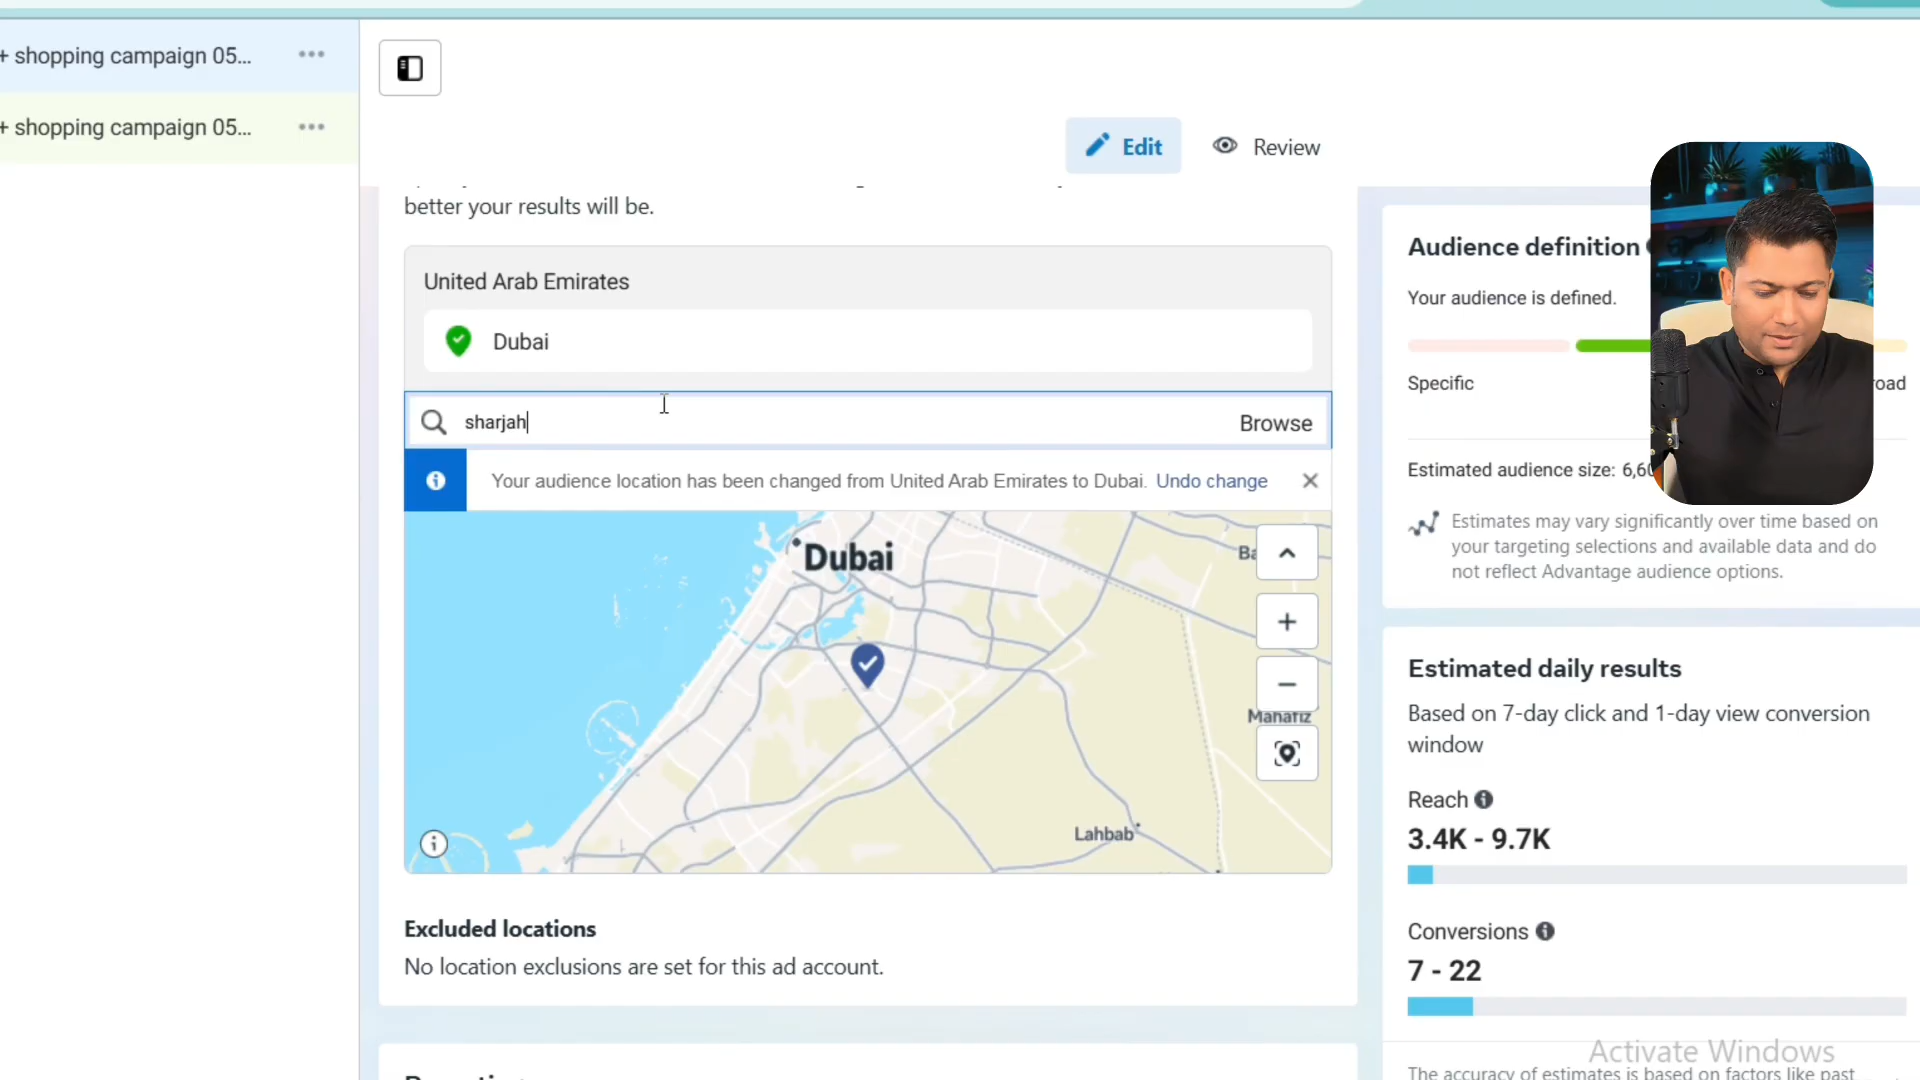 + shopping campaign 05...
+ shopping campaign 05...
Edit
Review
better your results will be.
United Arab Emirates
Dubai
sharjah
Browse
Your audience location has been changed from United Arab Emirates to Dubai. Undo change
Dubai
Manafiz
Lahbab
Excluded locations
No location exclusions are set for this ad account.
Audience definition
Your audience is defined.
Specific
Estimated audience size: 6,60
Estimates may vary significantly over time based on
your targeting selections and available data and do
not reflect Advantage audience options.
Estimated daily results
Based on 7-day click and 1-day view conversion
window
Reach
3.4K - 9.7K
Conversions
7 - 22
Activate Windows
The accuracy of estimates is based on factors like past